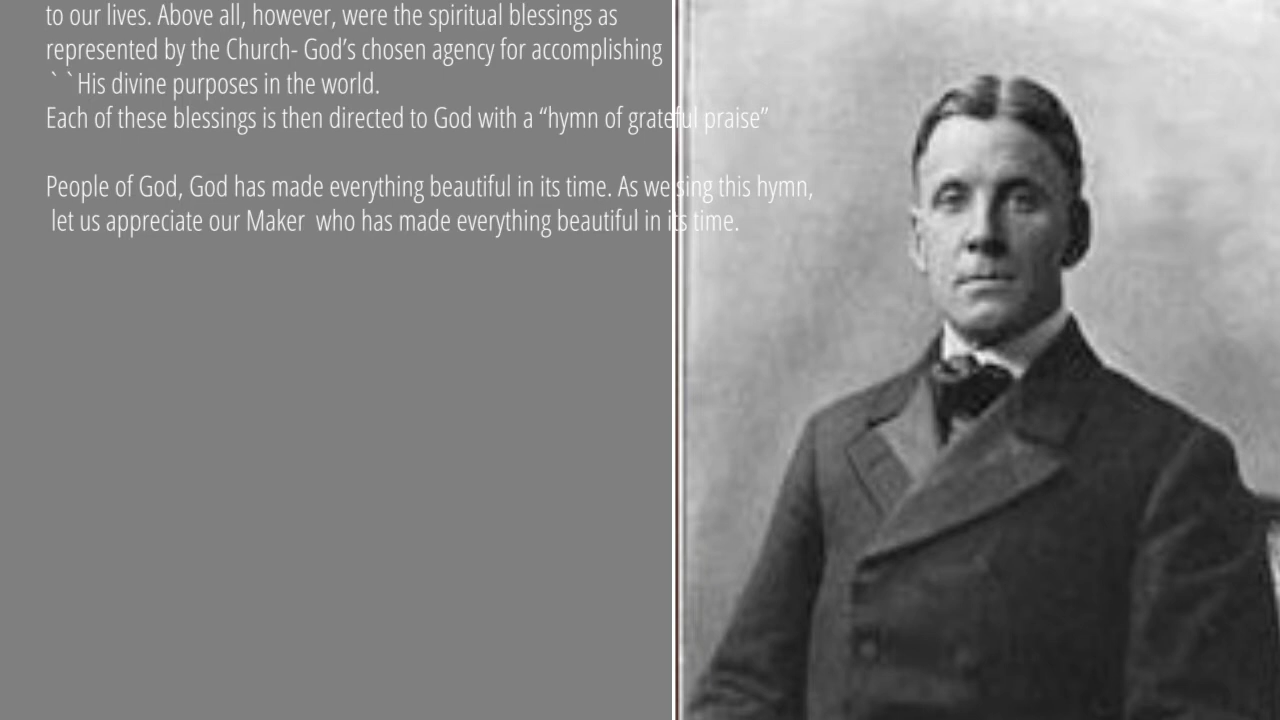 to our lives. Above all, however, were the spiritual blessings as
represented by the Church- God’s chosen agency for accomplishing
` `His divine purposes in the world.
Each of these blessings is then directed to God with a “hymn of grateful praise”
People of God, God has made everything beautiful in its time. As we sing this hymn,
let us appreciate our Maker  who has made everything beautiful in its time.